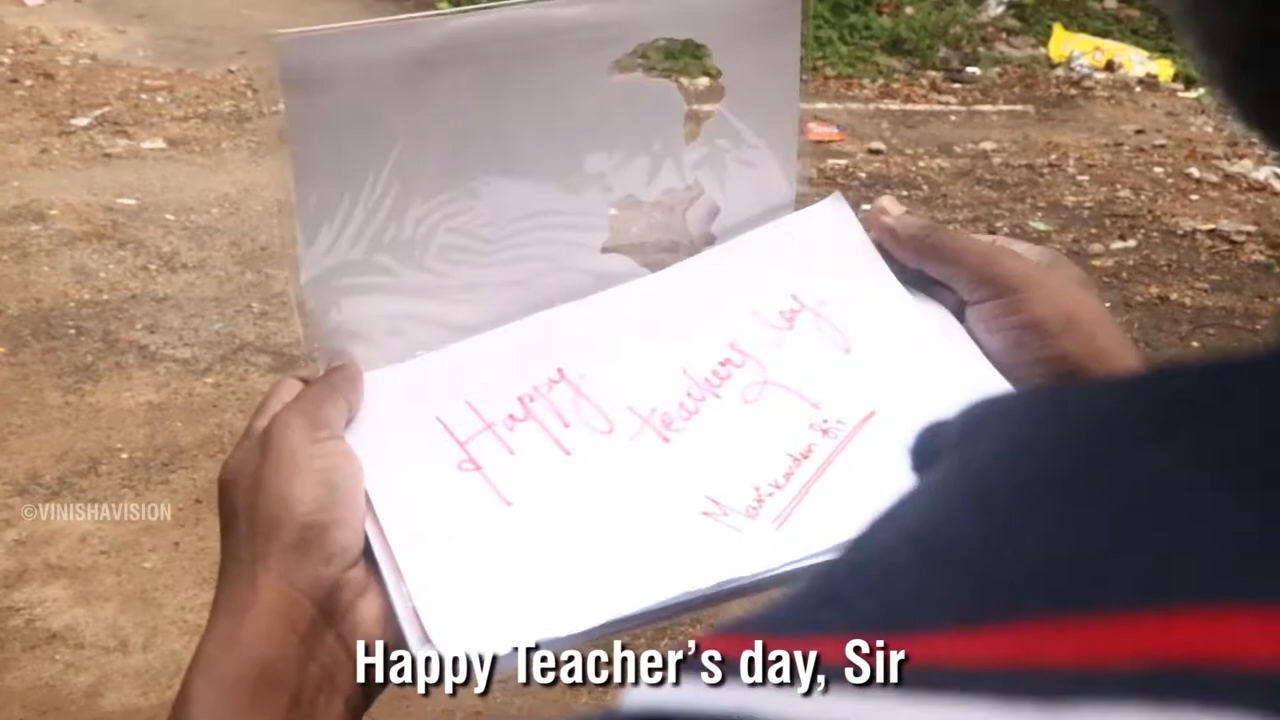 Happy
teachers day.
Manikandan Sir
©VINISHAVISION
Happy Teacher's day, Sir